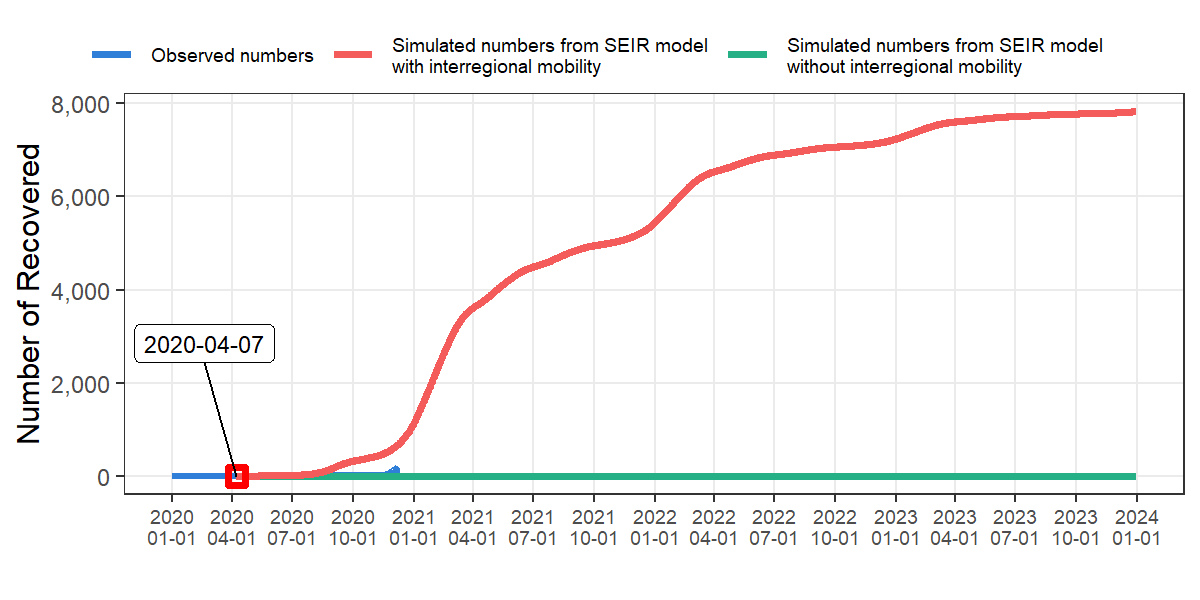 Observed numbers
Simulated numbers from SEIR model
with interregional mobility
Simulated numbers from SEIR model
without interregional mobility
Number of Recovered
8,000
6,000
4,000
2,000
0
2020-04-07
2020 2020 2020 2020 2021 2021 2021 2021 2022 2022 2022 2022 2023 2023 2023 2023 2024
01-01 04-01 07-01 10-01 01-01 04-01 07-01 10-01 01-01 04-01 07-01 10-01 01-01 04-01 07-01 10-01 01-01